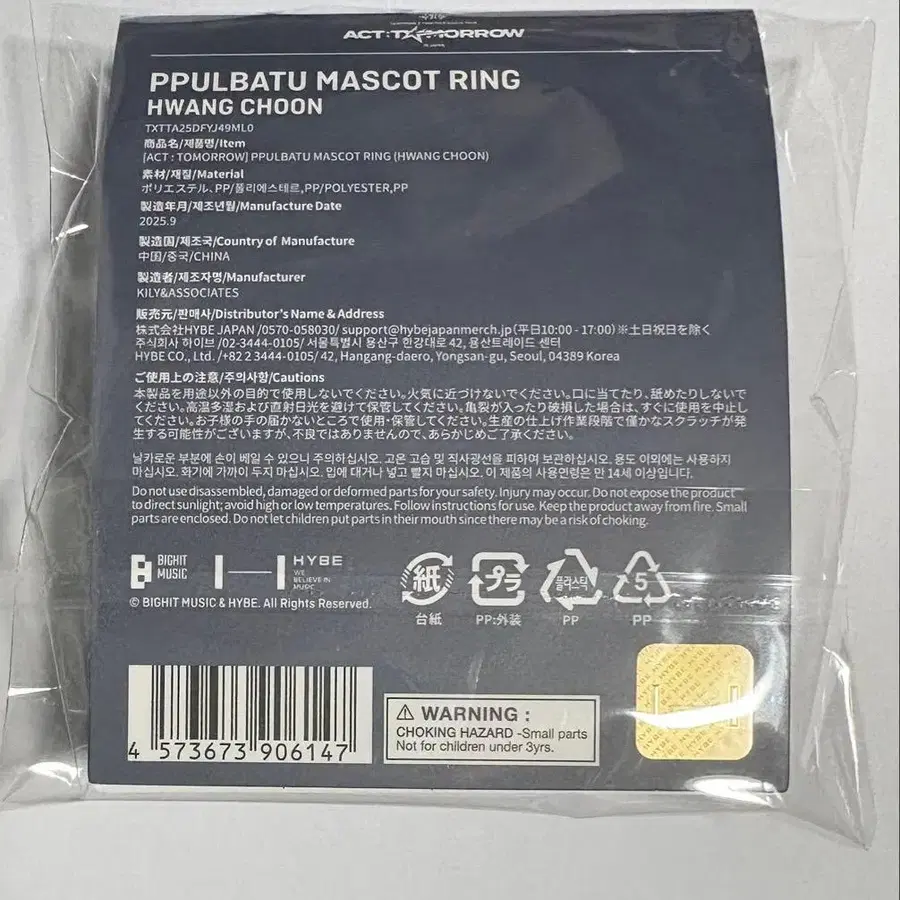 ACT:T★MORROW
IN JAPAN
PPULBATU MASCOT RING
HWANG CHOON
TXTTA25DFYJ49ML0
商品名/제품명/Item
[ACT : TOMORROW] PPULBATU MASCOT RING (HWANG CHOON)
素材/재질/Material
ポリエステル、PP/폴리에스테르,PP/POLYESTER,PP
製造年月/제조년월/Manufacture Date
2025.9
製造国/제조국/Country of Manufacture
中国/중국/CHINA
製造者/제조자명/Manufacturer
KILY&ASSOCIATES
販売元/판매사/Distributor's Name & Address
株式会社HYBE JAPAN /0570-058030/ support@hybejapanmerch.jp(平日10:00 - 17:00)※土日祝日を除く
주식회사 하이브 /02-3444-0105/ 서울특별시 용산구 한강대로 42, 용산트레이드 센터
HYBE CO., Ltd. /+82 2 3444-0105/ 42, Hangang-daero, Yongsan-gu, Seoul, 04389 Korea
ご使用上の注意/주의사항/Cautions
本製品を用途以外の目的で使用しないでください。火気に近づけないでください。口に当てたり、舐めたりしないで
ください。高温多湿および直射日光を避けて保管してください。亀裂が入ったり破損した場合は、すぐに使用を中止し
てください。お子様の手の届かないところで使用・保管してください。生産の仕上げ作業段階で僅かなスクラッチが発
生する可能性がございますが、不良ではありませんので、あらかじめご了承ください。
날카로운 부분에 손이 베일 수 있으니 주의하십시오. 고온 고습 및 직사광선을 피하여 보관하십시오. 용도 이외에는 사용하지
마십시오. 화기에 가까이 두지 마십시오. 입에 대거나 넣고 빨지 마십시오. 이 제품의 사용연령은 만 14세 이상입니다.
Do not use disassembled, damaged or deformed parts for your safety. Injury may occur. Do not expose the product
to direct sunlight; avoid high or low temperatures. Follow instructions for use. Keep the product away from fire. Small
parts are enclosed. Do not let children put parts in their mouth since there may be a risk of choking.
BIGHIT
MUSIC
HYBE
WE
BELIEVE IN
MUSIC
© BIGHIT MUSIC & HYBE. All Rights Reserved.
紙
台紙
プラ
PP:外装
플라스틱
PP
5
PP
4 573673 906147
⚠ WARNING :
CHOKING HAZARD -Small parts
Not for children under 3yrs.
HYBE HYBE